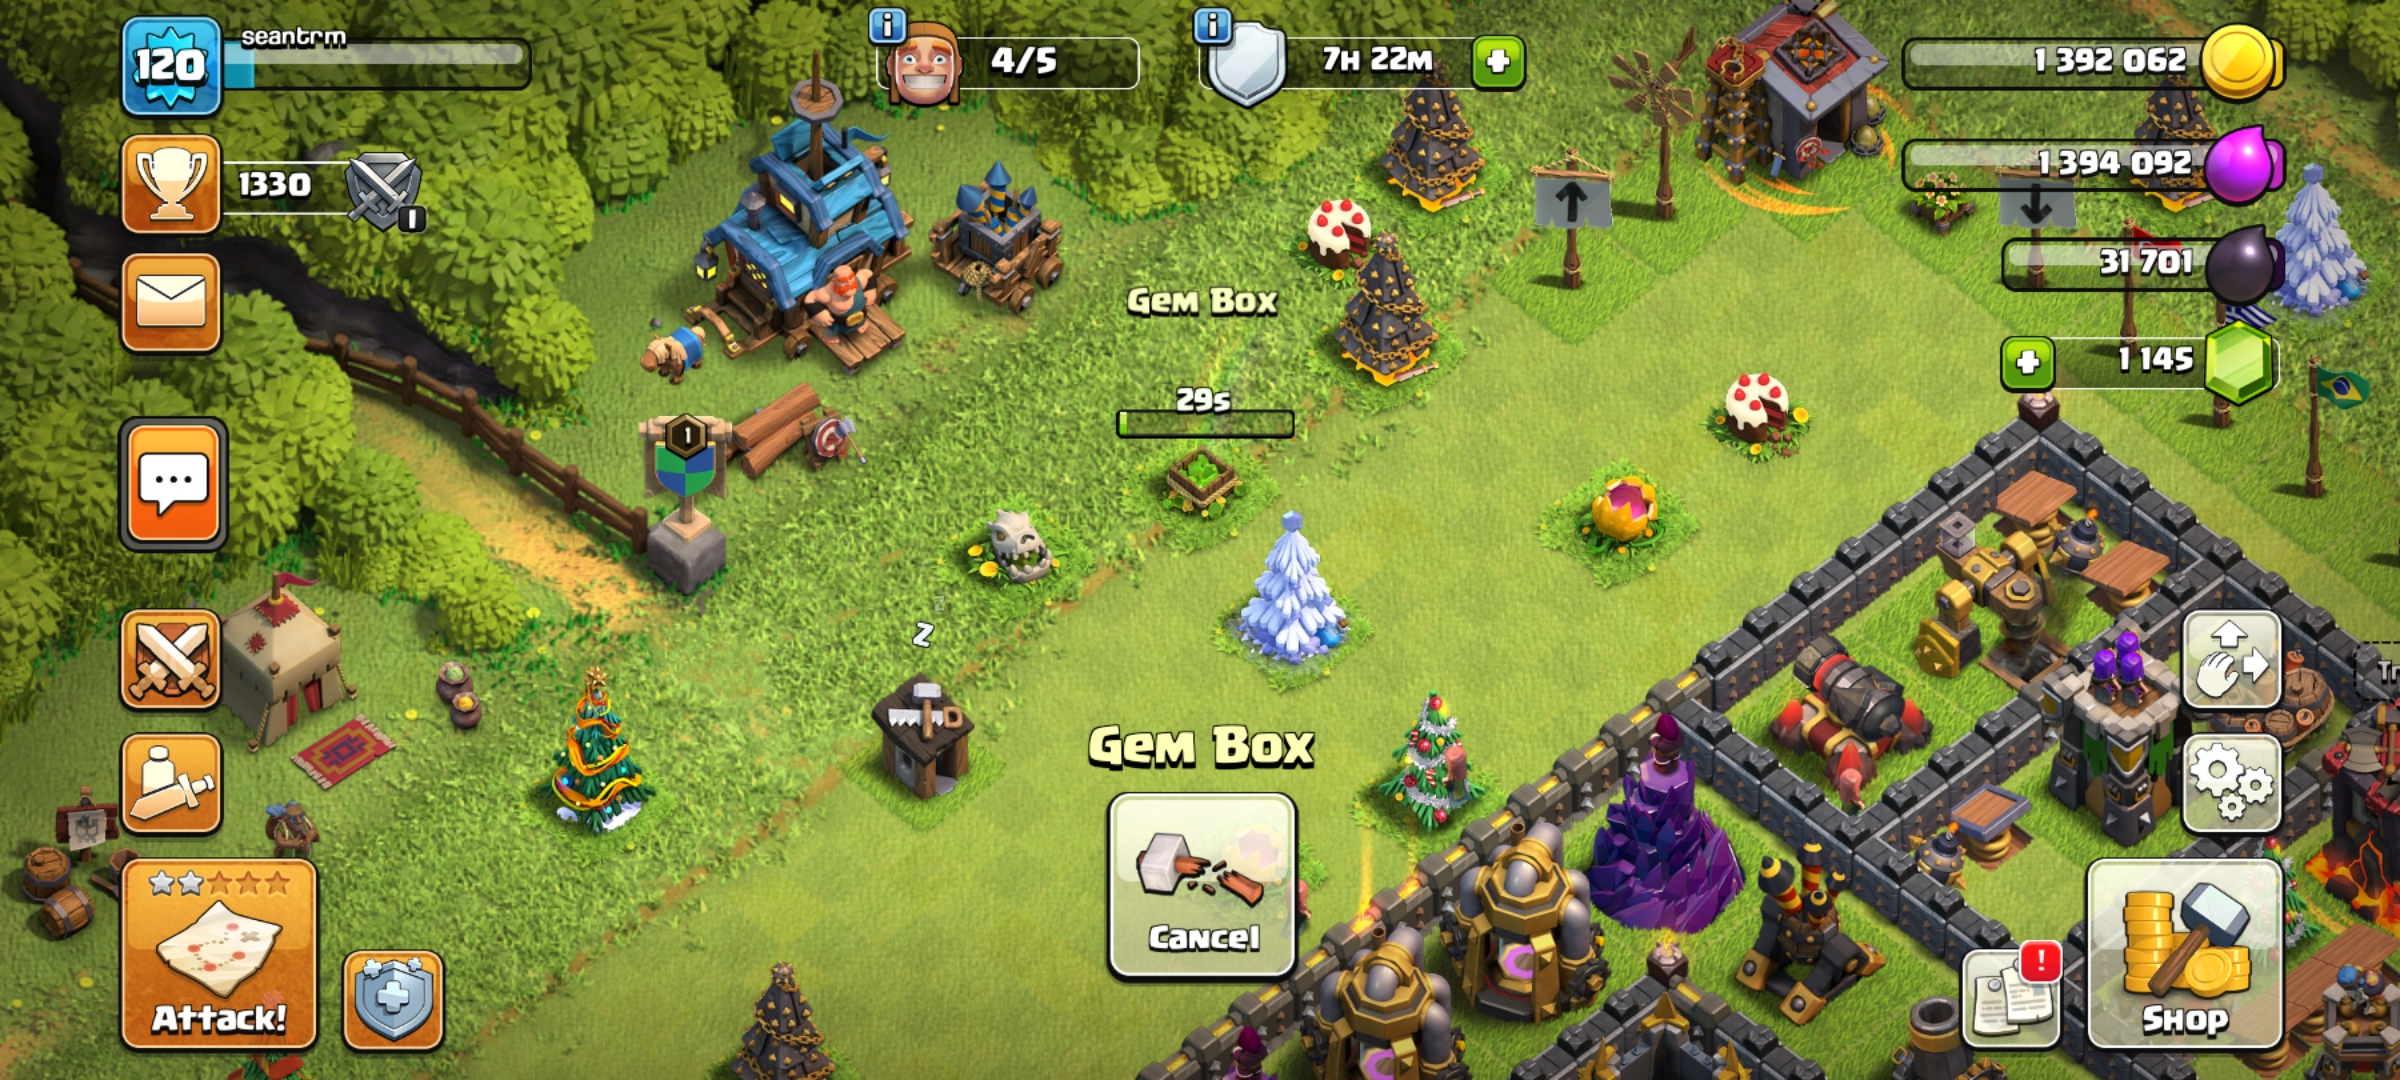 120
seantrm
4/5
7H 22M
1 392 062
1330
1
1 394 092
31 701
Gem Box
1 145
29s
1
Z
Z
Gem Box
Cancel
Attack!
!
Shop